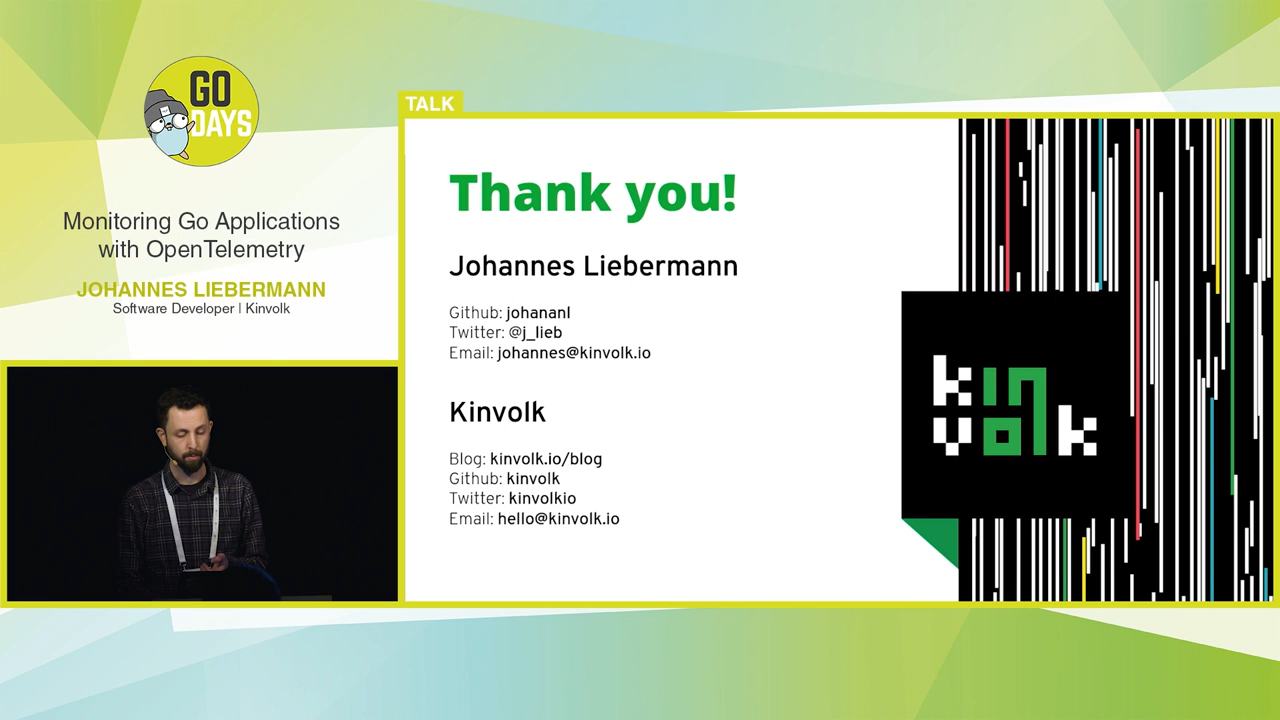 GO
DAYS
Monitoring Go Applications
with OpenTelemetry
JOHANNES LIEBERMANN
Software Developer | Kinvolk
TALK
Thank you!
Johannes Liebermann
Github: johananl
Twitter: @j_lieb
Email: johannes@kinvolk.io
Kinvolk
Blog: kinvolk.io/blog
Github: kinvolk
Twitter: kinvolkio
Email: hello@kinvolk.io
kin
volk